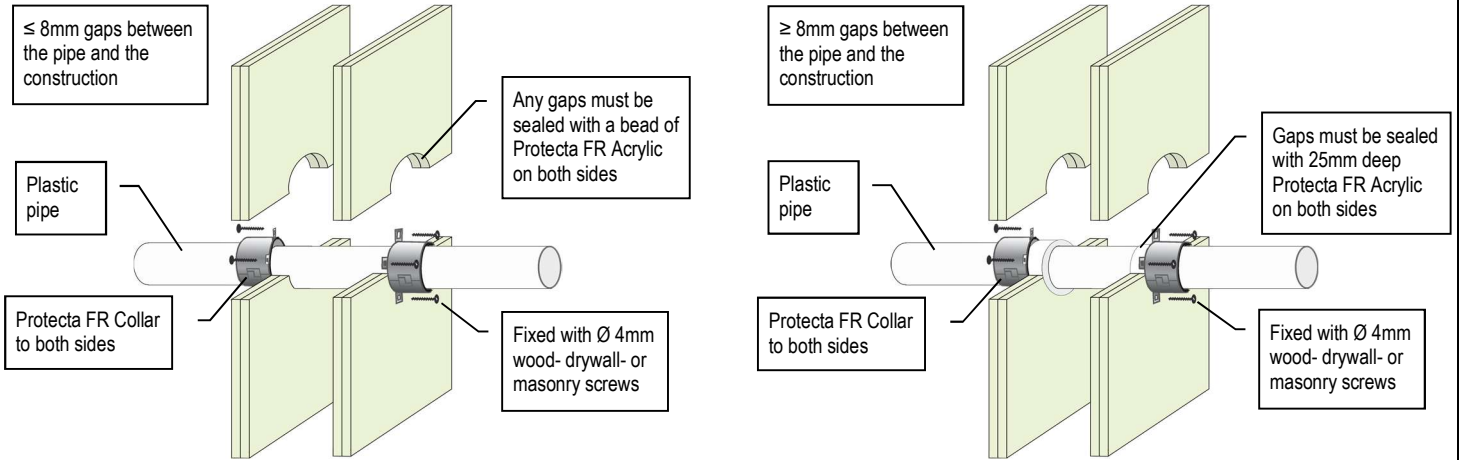 ≤ 8mm gaps between
the pipe and the
construction
Any gaps must be
sealed with a bead of
Protecta FR Acrylic
on both sides
Plastic
pipe
Protecta FR Collar
to both sides
Fixed with Ø 4mm
wood- drywall- or
masonry screws
≥ 8mm gaps between
the pipe and the
construction
Gaps must be sealed
with 25mm deep
Protecta FR Acrylic
on both sides
Plastic
pipe
Protecta FR Collar
to both sides
Fixed with Ø 4mm
wood- drywall- or
masonry screws